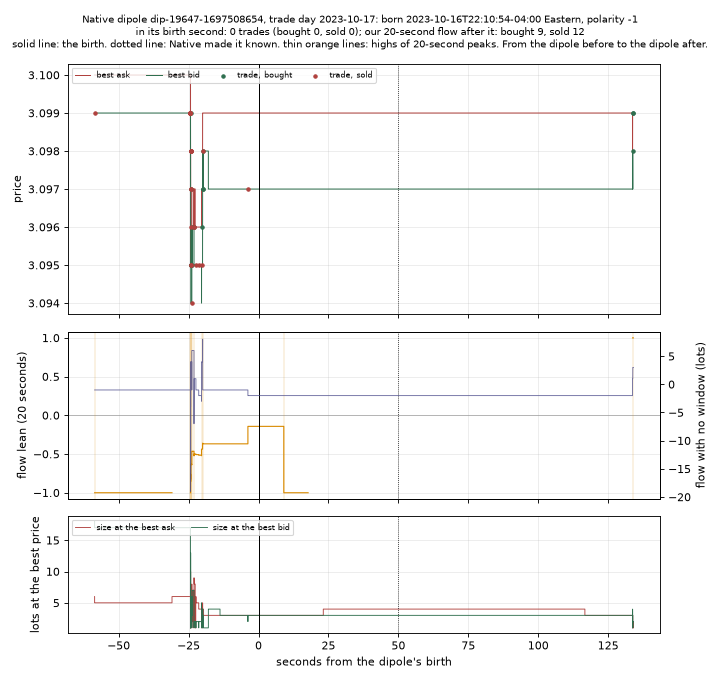 Native dipole dip-19647-1697508654, trade day 2023-10-17: born 2023-10-16T22:10:54-04:00 Eastern, polarity -1
in its birth second: 0 trades (bought 0, sold 0); our 20-second flow after it: bought 9, sold 12
solid line: the birth. dotted line: Native made it known. thin orange lines: highs of 20-second peaks. From the dipole before to the dipole after.
best ask best bid trade, bought trade, sold
3.100
3.099
3.098
3.097
3.096
3.095
3.094
price
1.0
0.5
0.0
−0.5
−1.0
flow lean (20 seconds)
5
0
−5
−10
−15
−20
flow with no window (lots)
size at the best ask size at the best bid
15
10
5
lots at the best price
−50 −25 0 25 50 75 100 125
seconds from the dipole's birth